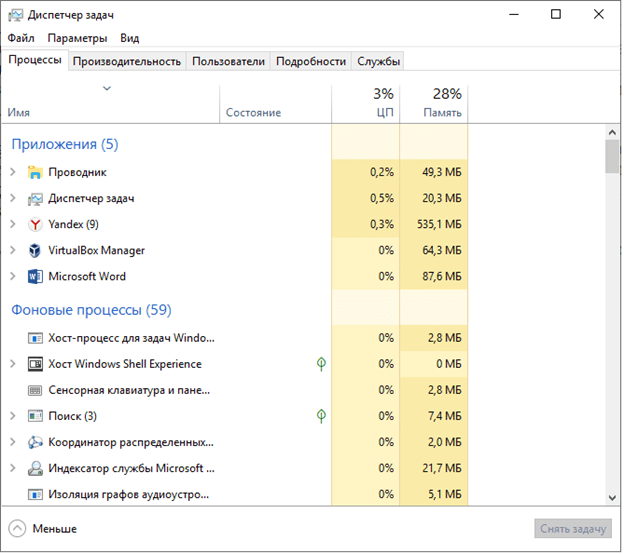 Диспетчер задач
Файл Параметры Вид
Процессы Производительность Пользователи Подробности Службы
3% 28%
Имя Состояние ЦП Память
Приложения (5)
Проводник 0,2% 49,3 МБ
Диспетчер задач 0,5% 20,3 МБ
Yandex (9) 0,3% 535,1 МБ
VirtualBox Manager 0% 64,3 МБ
Microsoft Word 0% 87,6 МБ
Фоновые процессы (59)
Хост-процесс для задач Windo... 0% 2,8 МБ
Хост Windows Shell Experience 0% 0 МБ
Сенсорная клавиатура и пане... 0% 2,8 МБ
Поиск (3) 0% 7,4 МБ
Координатор распределенных... 0% 2,0 МБ
Индексатор службы Microsoft ... 0% 21,7 МБ
Изоляция графов аудиоустро... 0% 5,1 МБ
Меньше Снять задачу